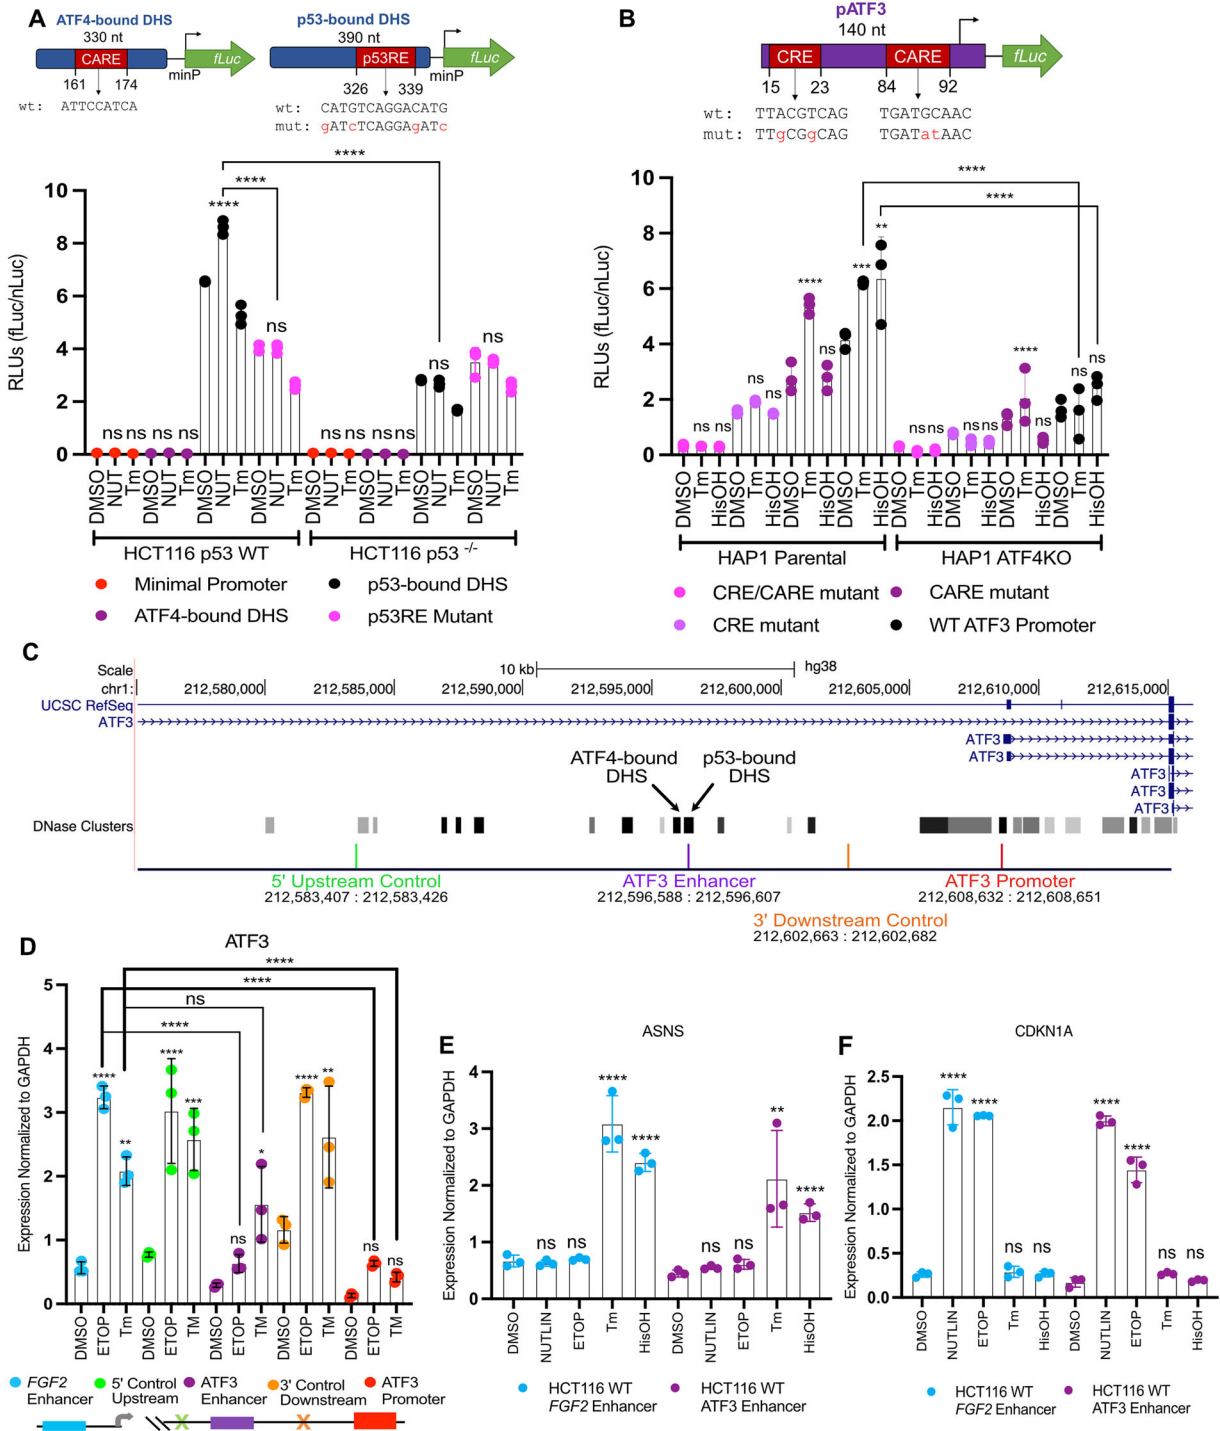 A
ATF4-bound DHS
330 nt
CARE
fLuc
minP
161 174
wt: ATTCCATCA
p53-bound DHS
390 nt
p53RE
fLuc
minP
326 339
wt: CATGTCAGGACATG
mut: gATcTCAGGAgATc
RLUs (fLuc/nLuc)
10
8
6
4
2
0
****
****
****
ns ns ns ns
ns
ns ns ns ns
ns
ns
DMSO NUT Tm DMSO NUT Tm DMSO NUT Tm DMSO NUT Tm DMSO NUT Tm DMSO NUT Tm DMSO NUT Tm DMSO NUT Tm
HCT116 p53 WT
HCT116 p53 -/-
Minimal Promoter
p53-bound DHS
ATF4-bound DHS
p53RE Mutant
B
pATF3
140 nt
CRE
CARE
fLuc
15 23 84 92
wt: TTACGTCAG TGATGCAAC
mut: TTgCGgCAG TGATatAAC
RLUs (fLuc/nLuc)
10
8
6
4
2
0
****
****
**
***
****
ns
ns
ns
ns ns
****
ns
ns
ns ns
ns ns
ns
DMSO Tm HisOH DMSO Tm HisOH DMSO Tm HisOH DMSO Tm HisOH DMSO Tm HisOH DMSO Tm HisOH DMSO Tm HisOH DMSO Tm HisOH
HAP1 Parental
HAP1 ATF4KO
CRE/CARE mutant
CARE mutant
CRE mutant
WT ATF3 Promoter
C
Scale
10 kb
hg38
chr1:
212,580,000 212,585,000 212,590,000 212,595,000 212,600,000 212,605,000 212,610,000 212,615,000
UCSC RefSeq
ATF3
ATF3
ATF3
ATF3
ATF3
ATF3
ATF4-bound
DHS
p53-bound
DHS
DNase Clusters
5' Upstream Control
212,583,407 : 212,583,426
ATF3 Enhancer
212,596,588 : 212,596,607
ATF3 Promoter
212,608,632 : 212,608,651
3' Downstream Control
212,602,663 : 212,602,682
D
ATF3
Expression Normalized to GAPDH
5
4
3
2
1
0
****
****
ns
****
****
**
****
***
ns
*
****
**
ns
ns
DMSO ETOP Tm DMSO ETOP TM DMSO ETOP TM DMSO ETOP TM DMSO ETOP TM
FGF2
Enhancer
5' Control
Upstream
ATF3
Enhancer
3' Control
Downstream
ATF3
Promoter
X X
E
ASNS
Expression Normalized to GAPDH
4
3
2
1
0
ns
ns
****
****
ns
ns
**
****
DMSO NUTLIN ETOP Tm HisOH DMSO NUTLIN ETOP Tm HisOH
HCT116 WT
FGF2 Enhancer
HCT116 WT
ATF3 Enhancer
F
CDKN1A
Expression Normalized to GAPDH
2.5
2.0
1.5
1.0
0.5
0.0
****
****
ns
ns
****
****
ns
ns
DMSO NUTLIN ETOP Tm HisOH DMSO NUTLIN ETOP Tm HisOH
HCT116 WT
FGF2 Enhancer
HCT116 WT
ATF3 Enhancer